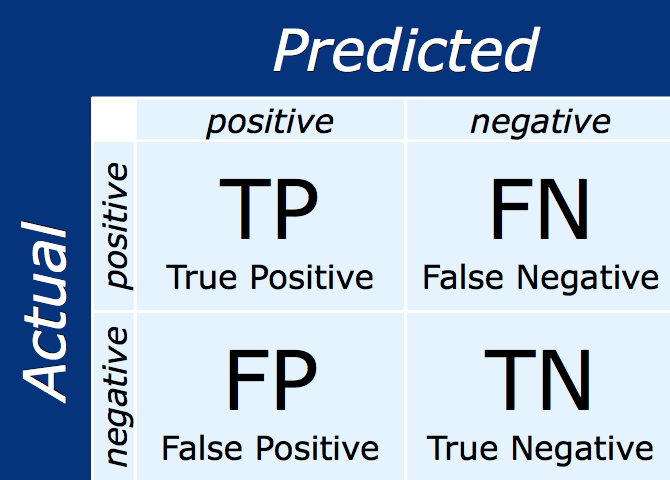 Predicted
positive negative
Actual
positive
TP FN
True Positive False Negative
negative
FP TN
False Positive True Negative